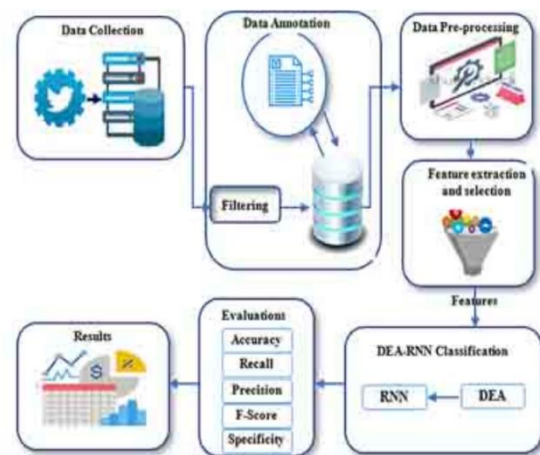 Data Collection
Data Annotation
Data Pre-processing
Filtering
Feature extraction
and selection
Features
DEA-RNN Classification
RNN
DEA
Evaluations
Accuracy
Recall
Precision
F-Score
Specificity
Results